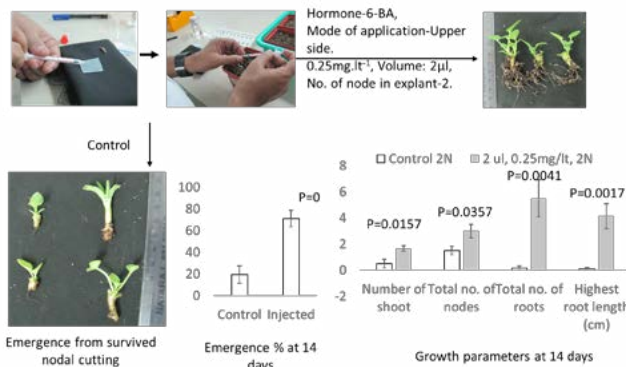 Hormone-6-BA,
Mode of application-Upper
side.
0.25mg.lt⁻¹, Volume: 2µl,
No. of node in explant-2.
Control
Emergence from survived
nodal cutting
100
80
60
40
20
0
P=0
Control Injected
Emergence % at 14
days
Control 2N
2 ul, 0.25mg/lt, 2N
8
6
4
2
0
-2
P=0.0157
P=0.0357
P=0.0041
P=0.0017
Number of
shoot
Total no. of
nodes
Total no. of
roots
Highest
root length
(cm)
Growth parameters at 14 days